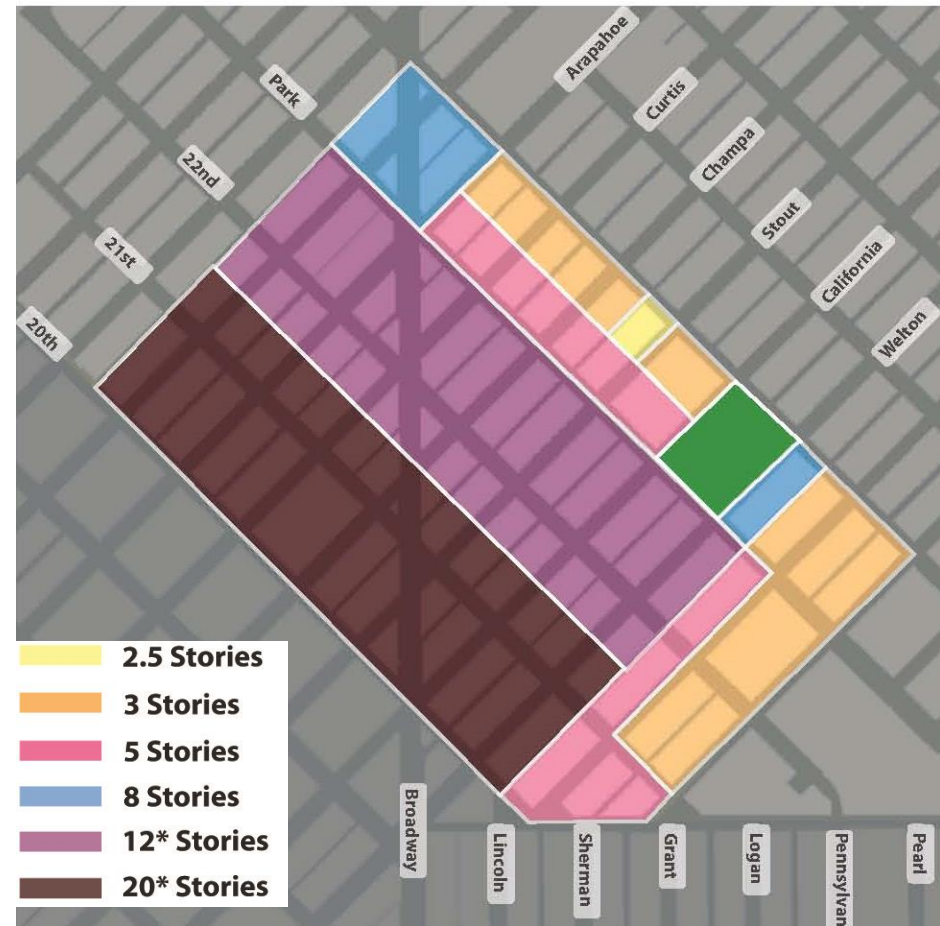 Arapahoe
Park
Curtis
Champa
22nd
Stout
21st
California
20th
Welton
2.5 Stories
3 Stories
5 Stories
8 Stories
12* Stories
20* Stories
Broadway
Lincoln
Sherman
Grant
Logan
Pennsylvan
Pearl